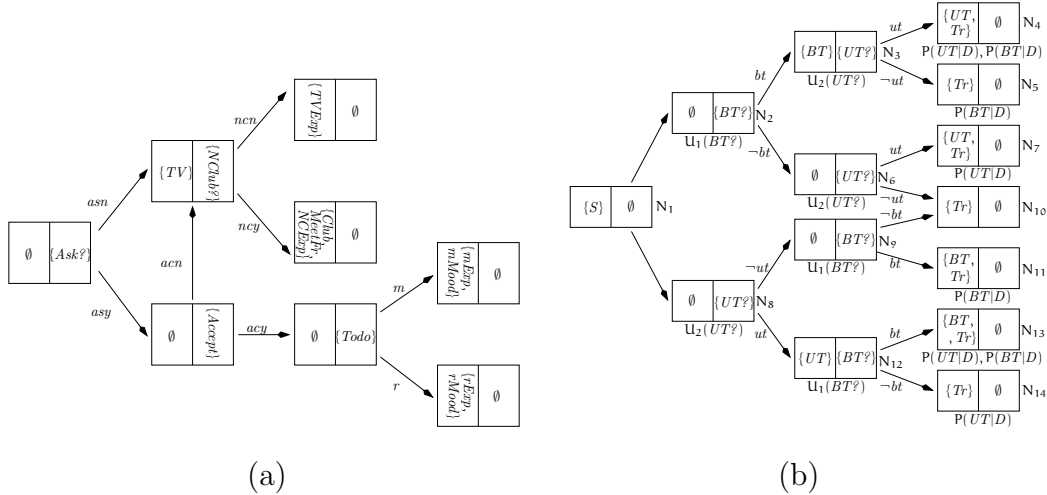 {TVExp}
∅
ncn
{TV}
{NClub?}
asn
ncy
{Club,
MeetFr,
NCExp}
∅
∅
{Ask?}
acn
asy
∅
{Accept}
acy
∅
{Todo}
m
{mExp,
mMood}
∅
r
{rExp,
rMood}
∅
(a)
{S}
∅
N1
∅
{BT?}
N2
U1(BT?)
bt
¬bt
{BT}
{UT?}
N3
U2(UT?)
ut
¬ut
{UT,
Tr}
∅
N4
P(UT|D), P(BT|D)
{Tr}
∅
N5
P(BT|D)
∅
{UT?}
N6
U2(UT?)
ut
¬ut
{UT,
Tr}
∅
N7
P(UT|D)
∅
{UT?}
N8
U2(UT?)
¬ut
ut
∅
{BT?}
N9
U1(BT?)
¬bt
bt
{Tr}
∅
N10
{BT,
Tr}
∅
N11
P(BT|D)
{UT}
{BT?}
N12
U1(BT?)
bt
¬bt
{BT,
, Tr}
∅
N13
P(UT|D), P(BT|D)
{Tr}
∅
N14
P(UT|D)
(b)